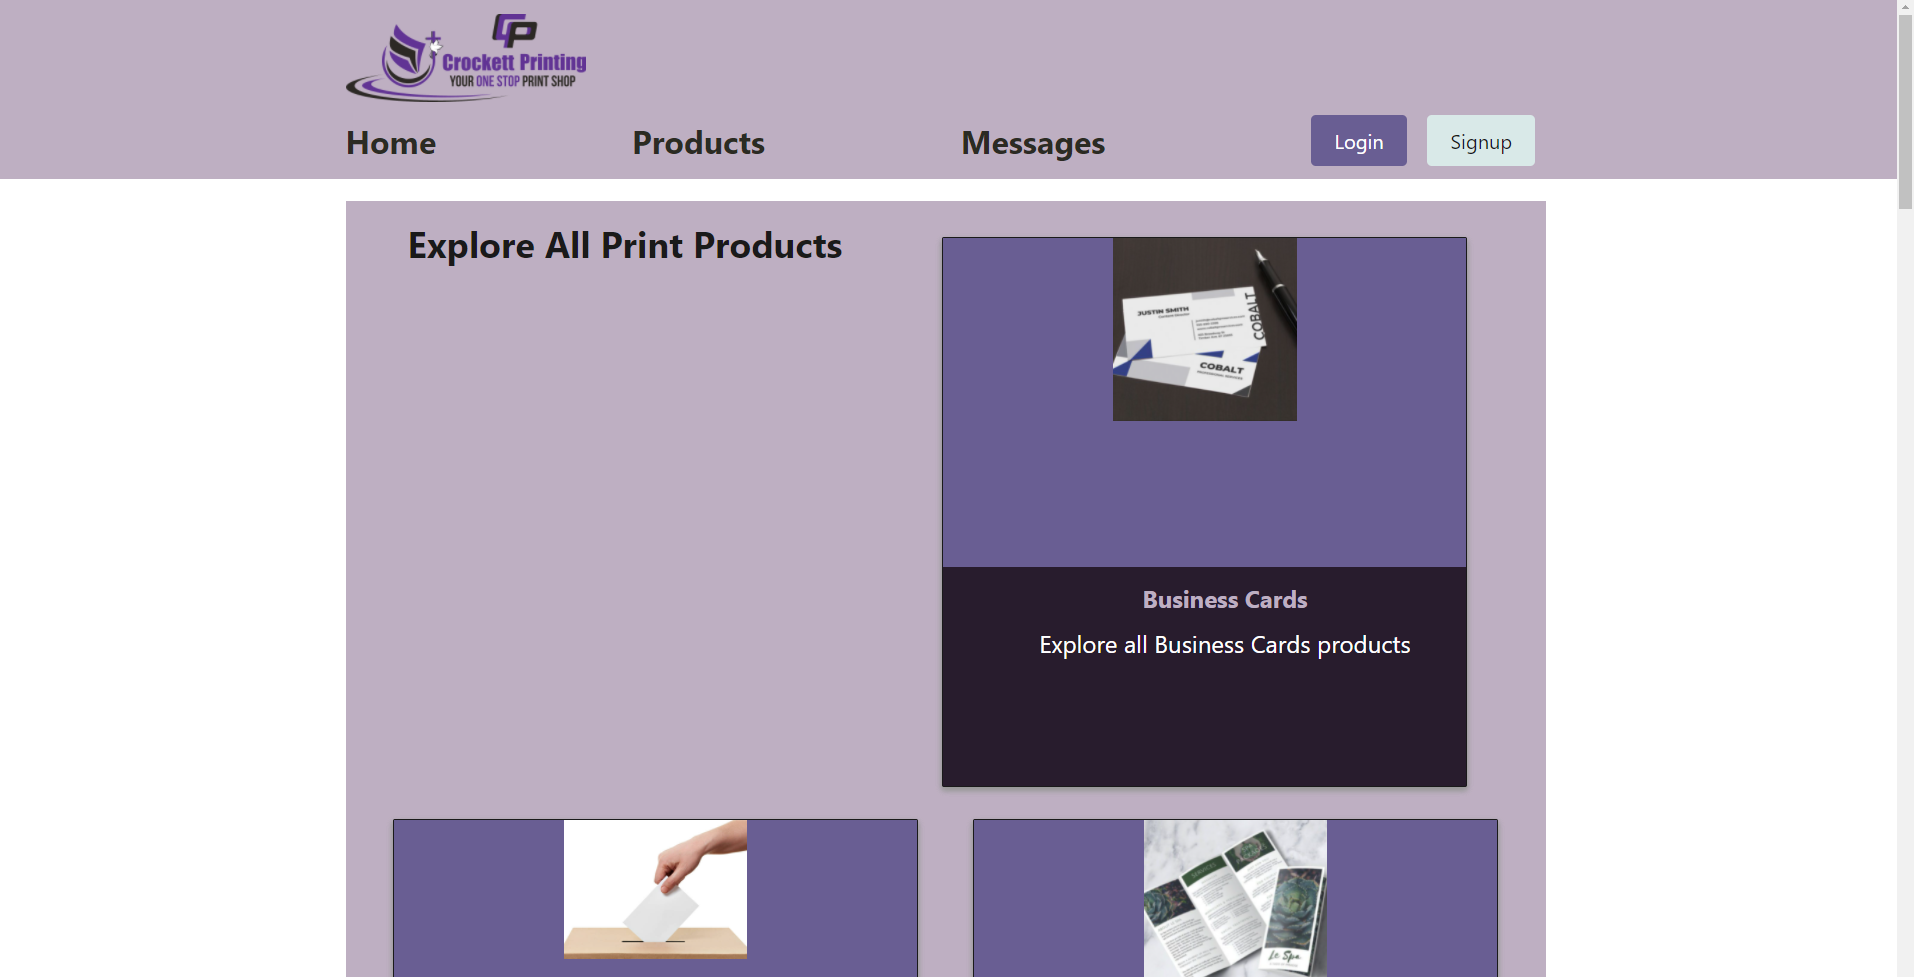 CP
Crockett Printing
YOUR ONE STOP PRINT SHOP
Home
Products
Messages
Login
Signup
Explore All Print Products
JUSTIN SMITH
COBALT
COBALT
Business Cards
Explore all Business Cards products
Le Spa